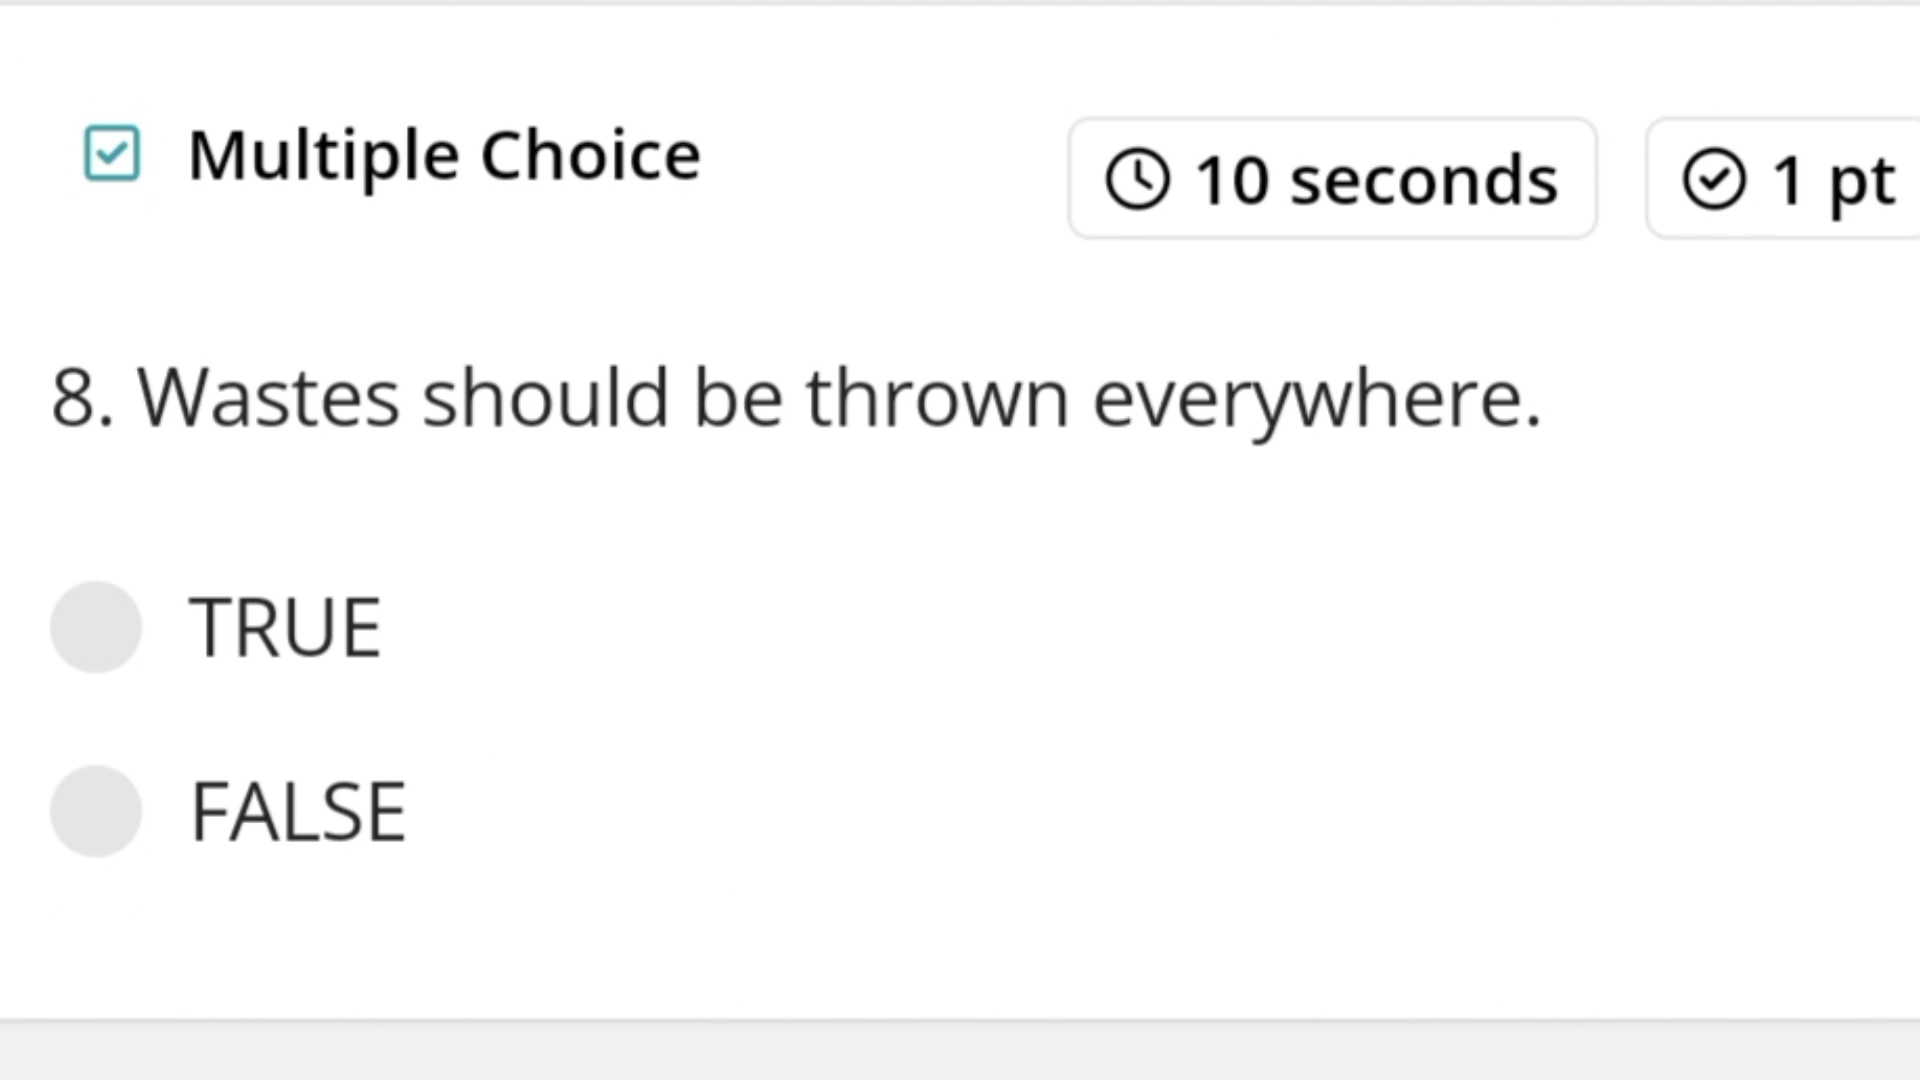 Multiple Choice
10 seconds
1 pt
8. Wastes should be thrown everywhere.
TRUE
FALSE